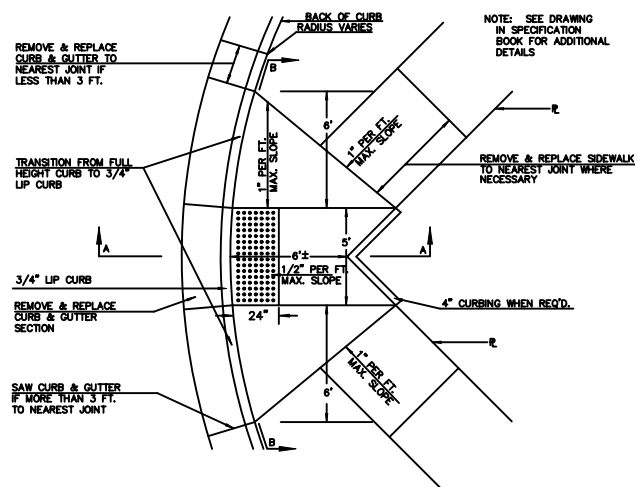 BACK OF CURB
RADIUS VARIES
NOTE: SEE DRAWING
IN SPECIFICATION
BOOK FOR ADDITIONAL
DETAILS
REMOVE & REPLACE
CURB & GUTTER TO
NEAREST JOINT IF
LESS THAN 3 FT.
B
6'
1" PER FT.
MAX. SLOPE
1" PER FT.
MAX. SLOPE
PL
TRANSITION FROM FULL
HEIGHT CURB TO 3/4"
LIP CURB
REMOVE & REPLACE SIDEWALK
TO NEAREST JOINT WHERE
NECESSARY
A
6'±
5'
A
3/4" LIP CURB
1/2" PER FT.
MAX. SLOPE
REMOVE & REPLACE
CURB & GUTTER
SECTION
24"
4" CURBING WHEN REQ'D.
PL
1" PER FT.
MAX. SLOPE
SAW CURB & GUTTER
IF MORE THAN 3 FT.
TO NEAREST JOINT
6'
B